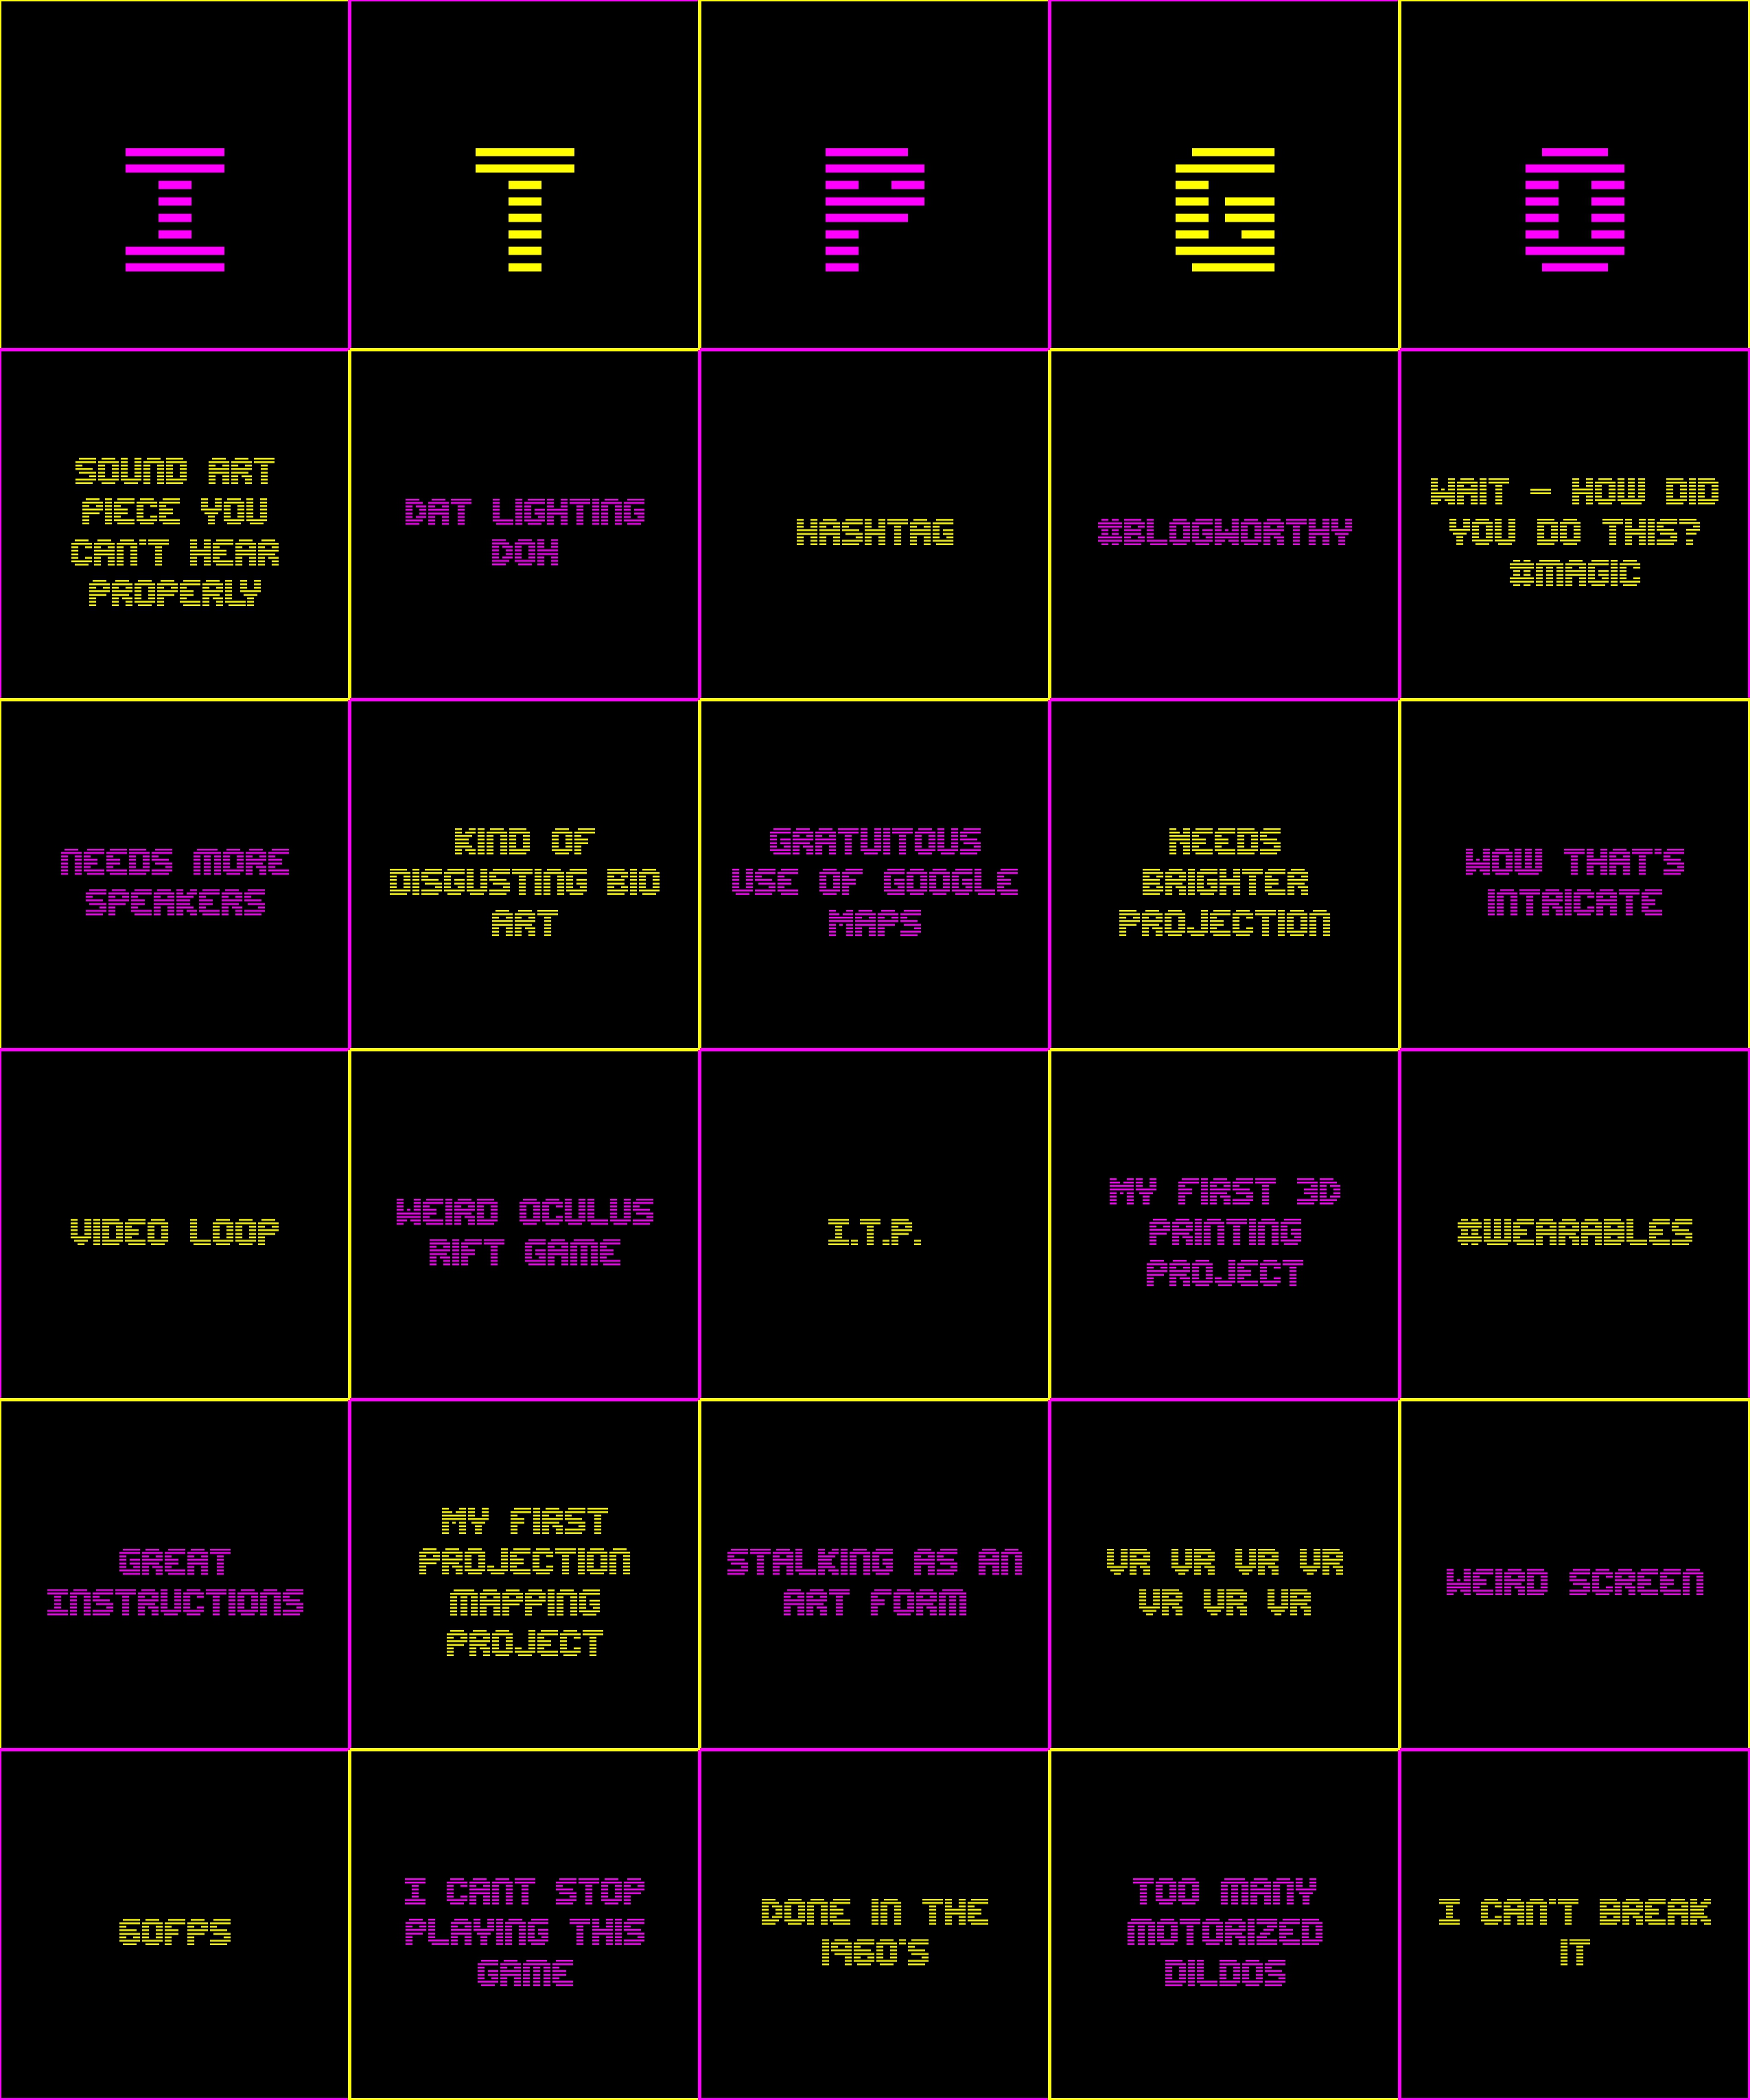 I T P G O
SOUND ART
PIECE YOU
CAN'T HEAR
PROPERLY
DAT LIGHTING
DOH
HASHTAG
#BLOGWORTHY
WAIT - HOW DID
YOU DO THIS?
#MAGIC
NEEDS MORE
SPEAKERS
KIND OF
DISGUSTING BIO
ART
GRATUITOUS
USE OF GOOGLE
MAPS
NEEDS
BRIGHTER
PROJECTION
WOW THAT'S
INTRICATE
VIDEO LOOP
WEIRD OCULUS
RIFT GAME
I.T.P.
MY FIRST 3D
PRINTING
PROJECT
#WEARABLES
GREAT
INSTRUCTIONS
MY FIRST
PROJECTION
MAPPING
PROJECT
STALKING AS AN
ART FORM
VR VR VR VR
VR VR VR
WEIRD SCREEN
60FPS
I CANT STOP
PLAYING THIS
GAME
DONE IN THE
1960'S
TOO MANY
MOTORIZED
DILDOS
I CAN'T BREAK
IT